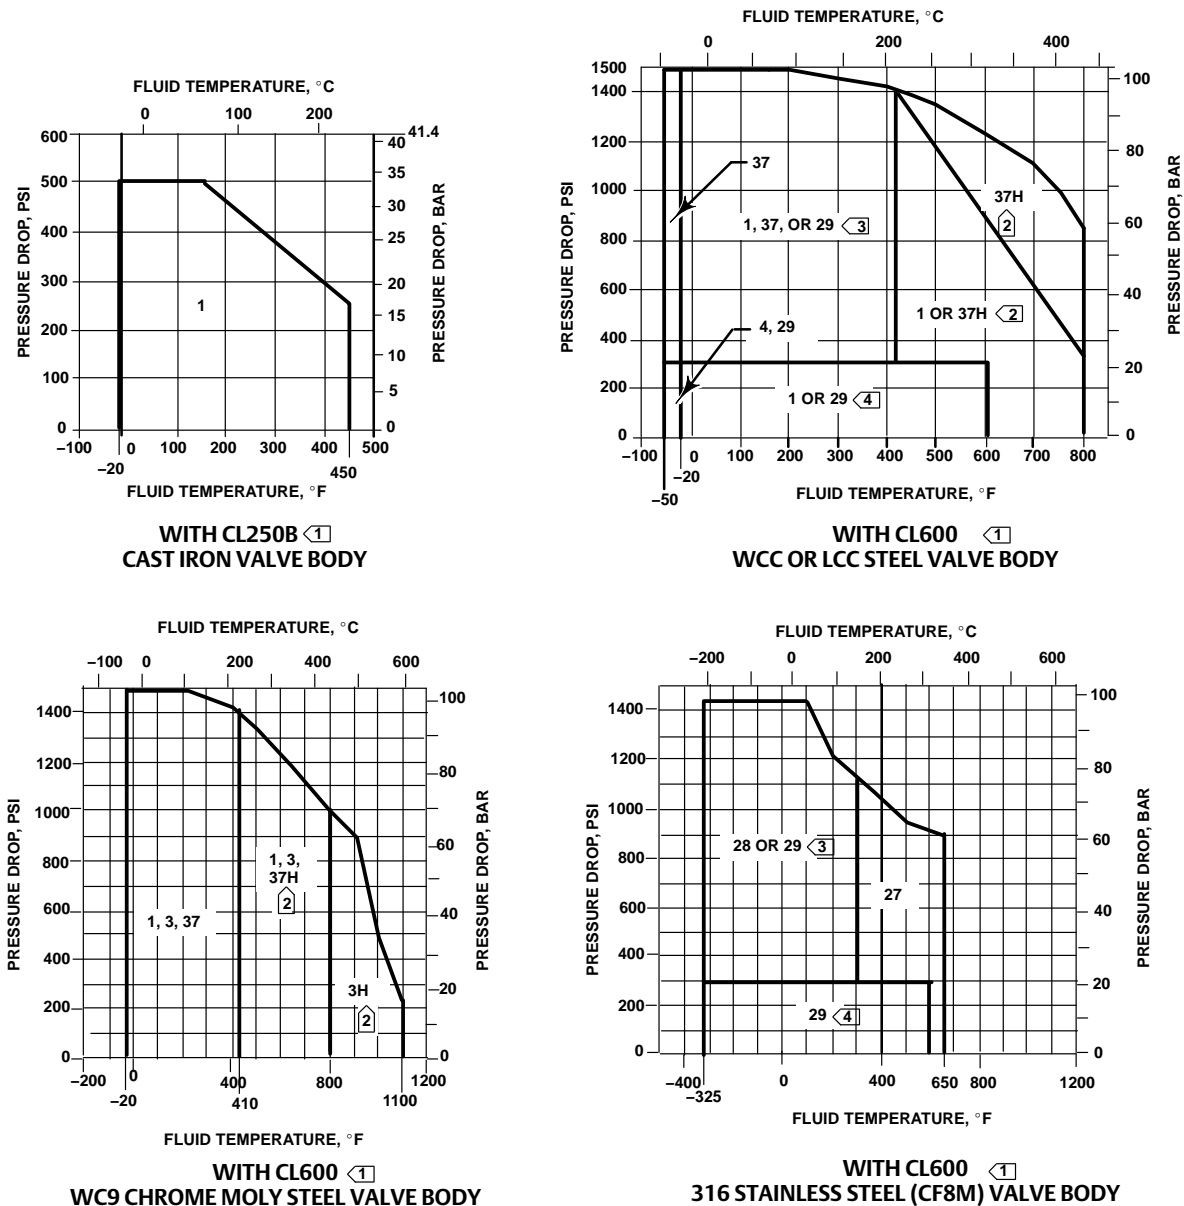 FLUID TEMPERATURE, °C
0 100 200
600 500 400 300 200 100 0
PRESSURE DROP, PSI
41.4
40 35 30 25 20 15 10 5 0
PRESSURE DROP, BAR
1
–100 0 100 200 300 400 500
–20 450
FLUID TEMPERATURE, °F
WITH CL250B 1
CAST IRON VALVE BODY
FLUID TEMPERATURE, °C
0 200 400
1500 1400 1200 1000 800 600 400 200 0
PRESSURE DROP, PSI
100 80 60 40 20 0
PRESSURE DROP, BAR
37
37H
2
1, 37, OR 29 3
1 OR 37H 2
4, 29
1 OR 29 4
–100 0 100 200 300 400 500 600 700 800
–20
–50
FLUID TEMPERATURE, °F
WITH CL600 1
WCC OR LCC STEEL VALVE BODY
FLUID TEMPERATURE, °C
–100 0 200 400 600
1400 1200 1000 800 600 400 200 0
PRESSURE DROP, PSI
100 80 60 40 20 0
PRESSURE DROP, BAR
1, 3,
37H
2
1, 3, 37
3H
2
–200 0 400 800 1200
–20 410 1100
FLUID TEMPERATURE, °F
WITH CL600 1
WC9 CHROME MOLY STEEL VALVE BODY
FLUID TEMPERATURE, °C
–200 0 200 400 600
1400 1200 1000 800 600 400 200 0
PRESSURE DROP, PSI
100 80 60 40 20 0
PRESSURE DROP, BAR
28 OR 29 3
27
29 4
–400 0 400 650 800 1200
–325
FLUID TEMPERATURE, °F
WITH CL600 1
316 STAINLESS STEEL (CF8M) VALVE BODY